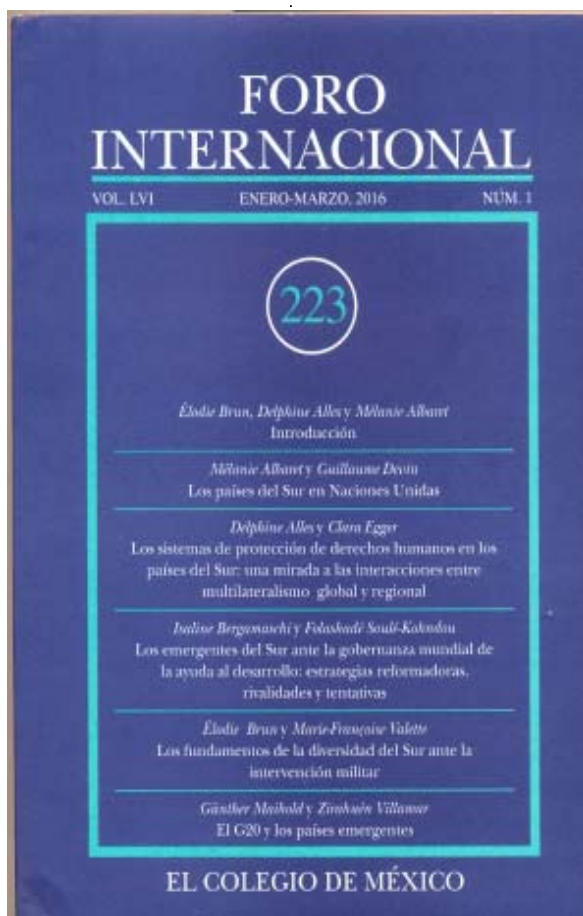 FORO
INTERNACIONAL
VOL. LVI ENERO-MARZO, 2016 NÚM. 1
223
Élodie Brun, Delphine Alles y Mélanie Albaret
Introducción
Mélanie Albaret y Guillaume Devin
Los países del Sur en Naciones Unidas
Delphine Alles y Clara Egger
Los sistemas de protección de derechos humanos en los
países del Sur: una mirada a las interacciones entre
multilateralismo global y regional
Isaline Bergamaschi y Folashadé Soulé-Kohndou
Los emergentes del Sur ante la gobernanza mundial de
la ayuda al desarrollo: estrategias reformadoras,
rivalidades y tentativas
Élodie Brun y Marie-Françoise Valette
Los fundamentos de la diversidad del Sur ante la
intervención militar
Günther Maihold y Zirahuén Villamar
El G20 y los países emergentes
EL COLEGIO DE MÉXICO